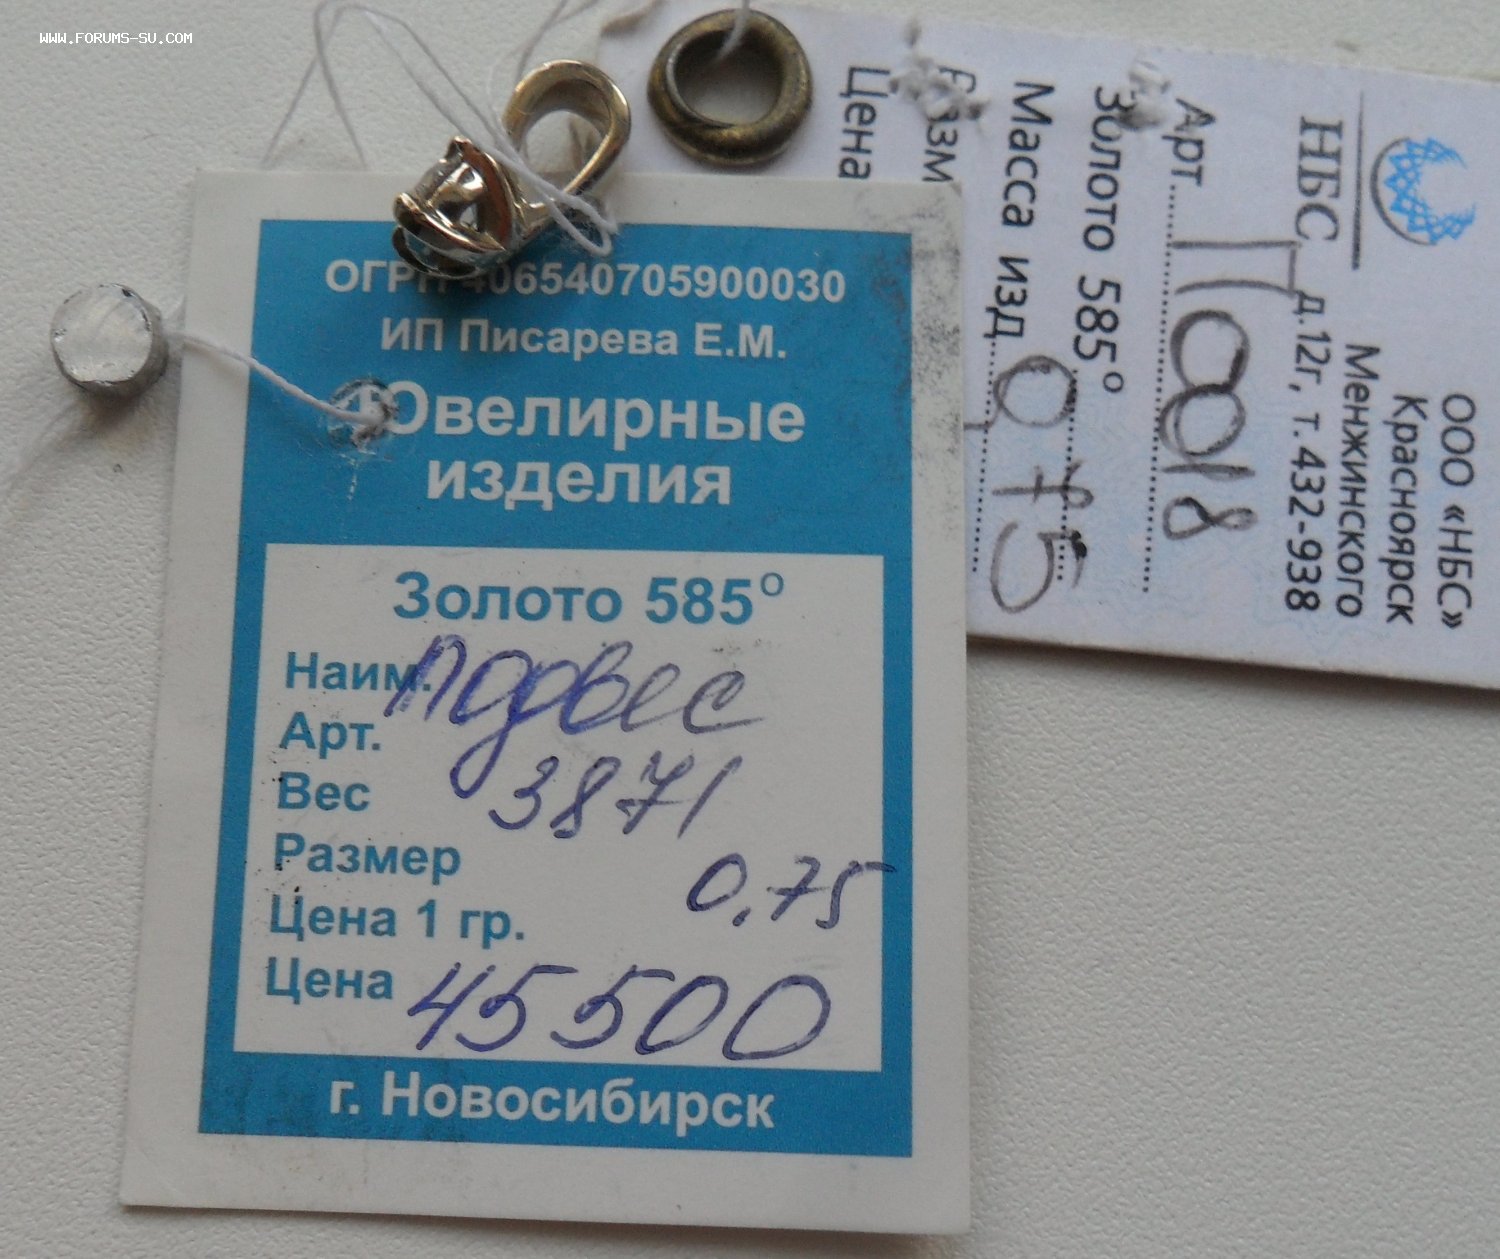 WWW.FORUMS-SU.COM
ОГРН 406540705900030
ИП Писарева Е.М.
Ювелирные
изделия
Золото 585°
Наим. Подвес
Арт. 3871
Вес 0,75
Размер
Цена 1 гр.
Цена 45500
г. Новосибирск
ООО «НБС»
Красноярск
Менжинского
д.12г, т. 432-938
НБС
Арт П0018
Золото 585°
Масса изд 0,75
Цена